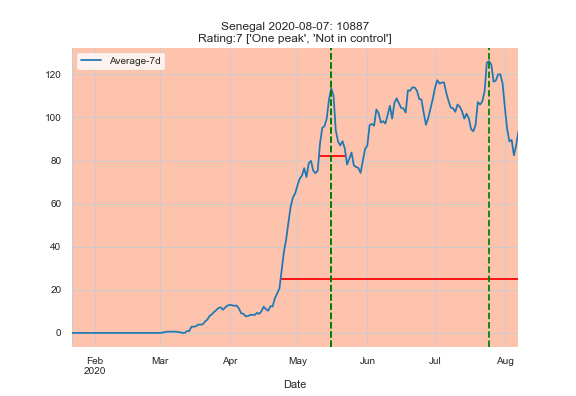 Senegal 2020-08-07: 10887
Rating:7 ['One peak', 'Not in control']
Average-7d
120
100
80
60
40
20
0
Feb
2020
Mar
Apr
May
Jun
Jul
Aug
Date